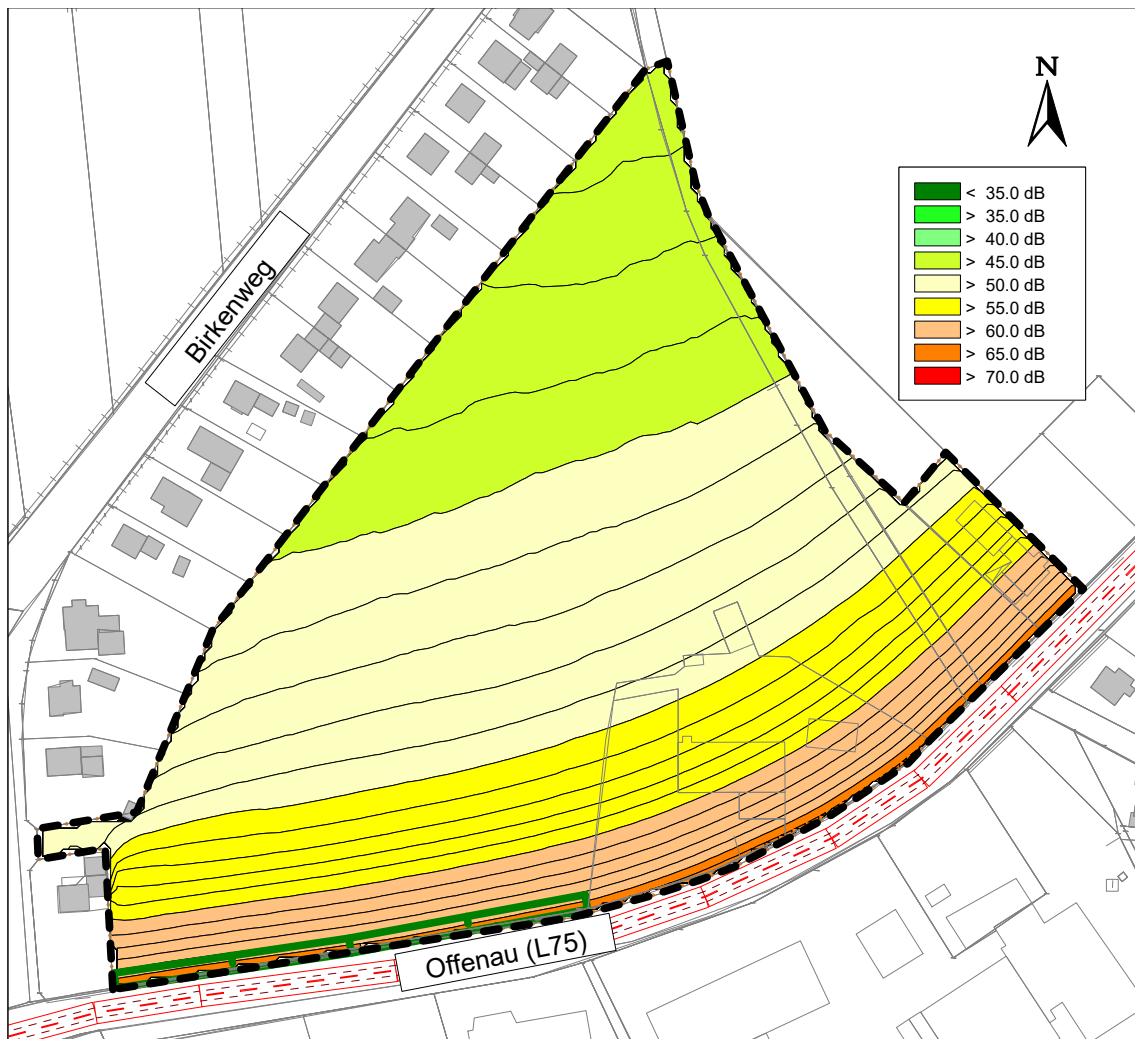 N
< 35.0 dB
> 35.0 dB
> 40.0 dB
> 45.0 dB
> 50.0 dB
> 55.0 dB
> 60.0 dB
> 65.0 dB
> 70.0 dB
Birkenweg
Offenau (L75)